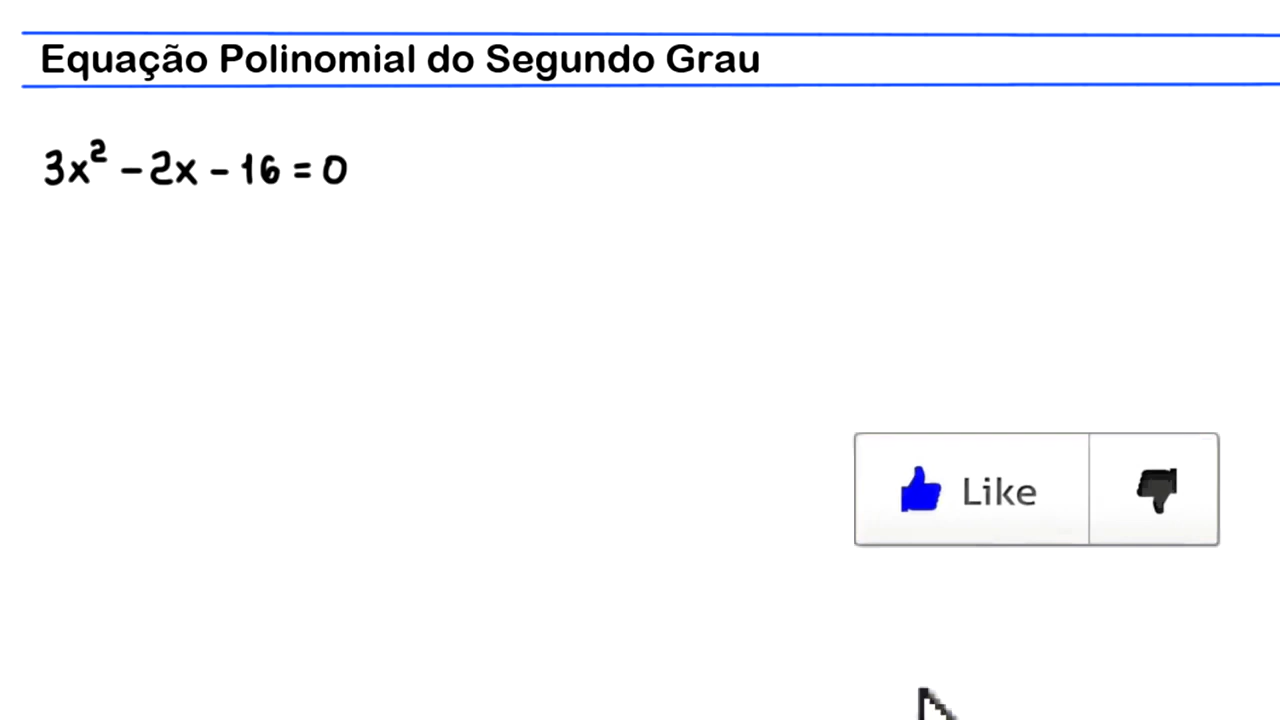 Equação Polinomial do Segundo Grau
3x² - 2x - 16 = 0
Like